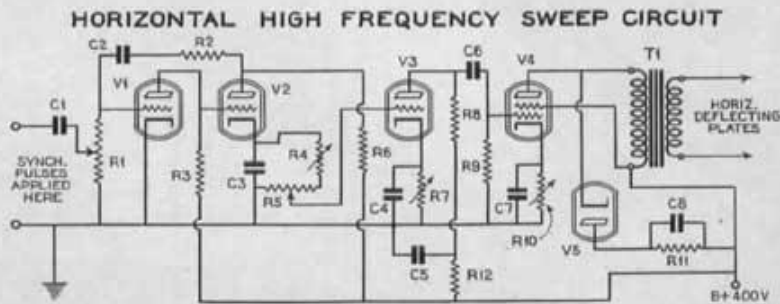 HORIZONTAL HIGH FREQUENCY SWEEP CIRCUIT
C2
R2
V1
V2
V3
C6
V4
T1
C1
R1
R3
C3
R4
R5
R6
C4
R7
R8
R9
C7
R10
V5
C8
R11
C5
R12
SYNCH.
PULSES
APPLIED
HERE
HORIZ.
DEFLECTING
PLATES
B+400V